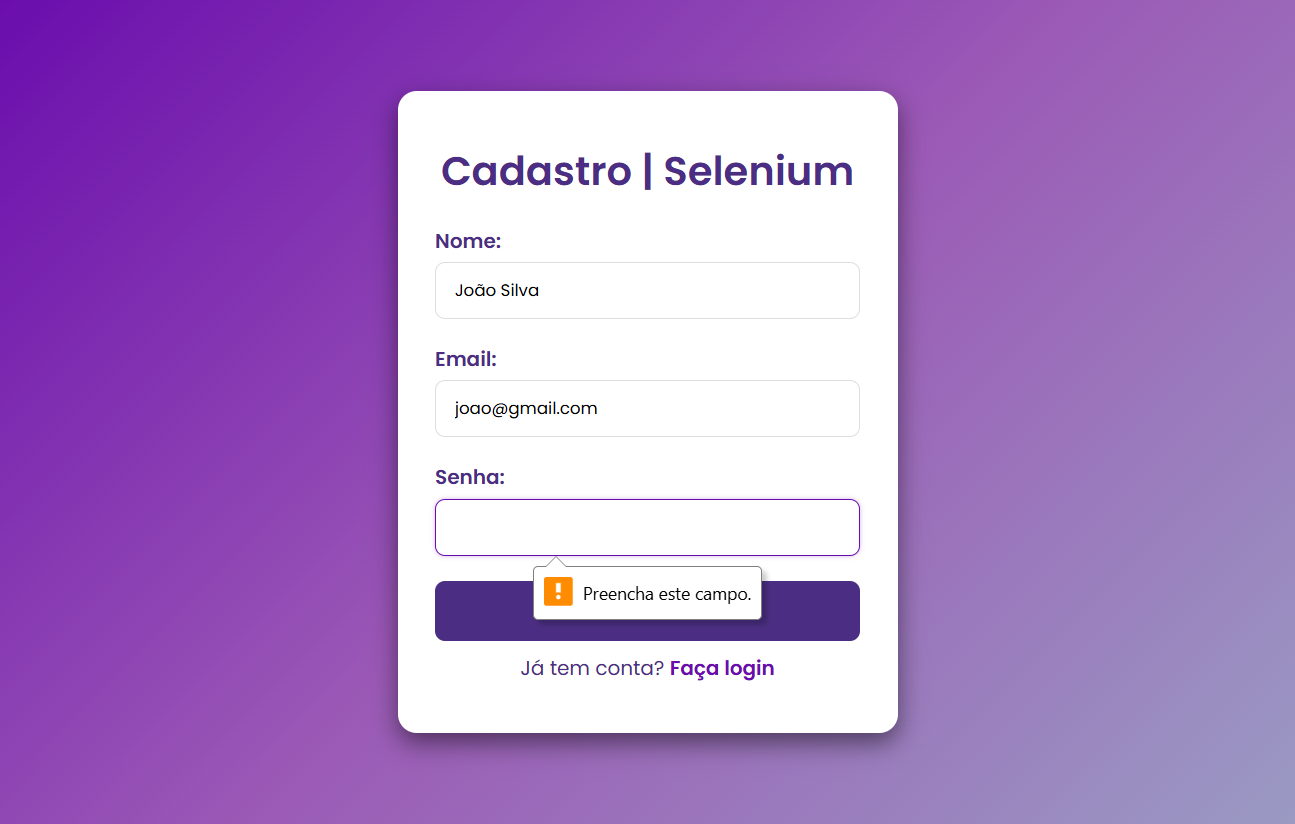 Cadastro | Selenium
Nome:
João Silva
Email:
joao@gmail.com
Senha:
Preencha este campo.
Já tem conta? Faça login